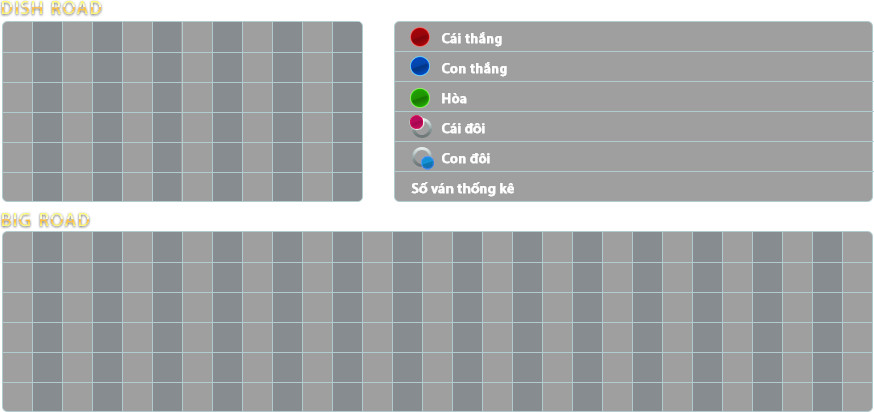 DISH ROAD
Cái thắng
Con thắng
Hòa
Cái đôi
Con đôi
Số ván thống kê
BIG ROAD